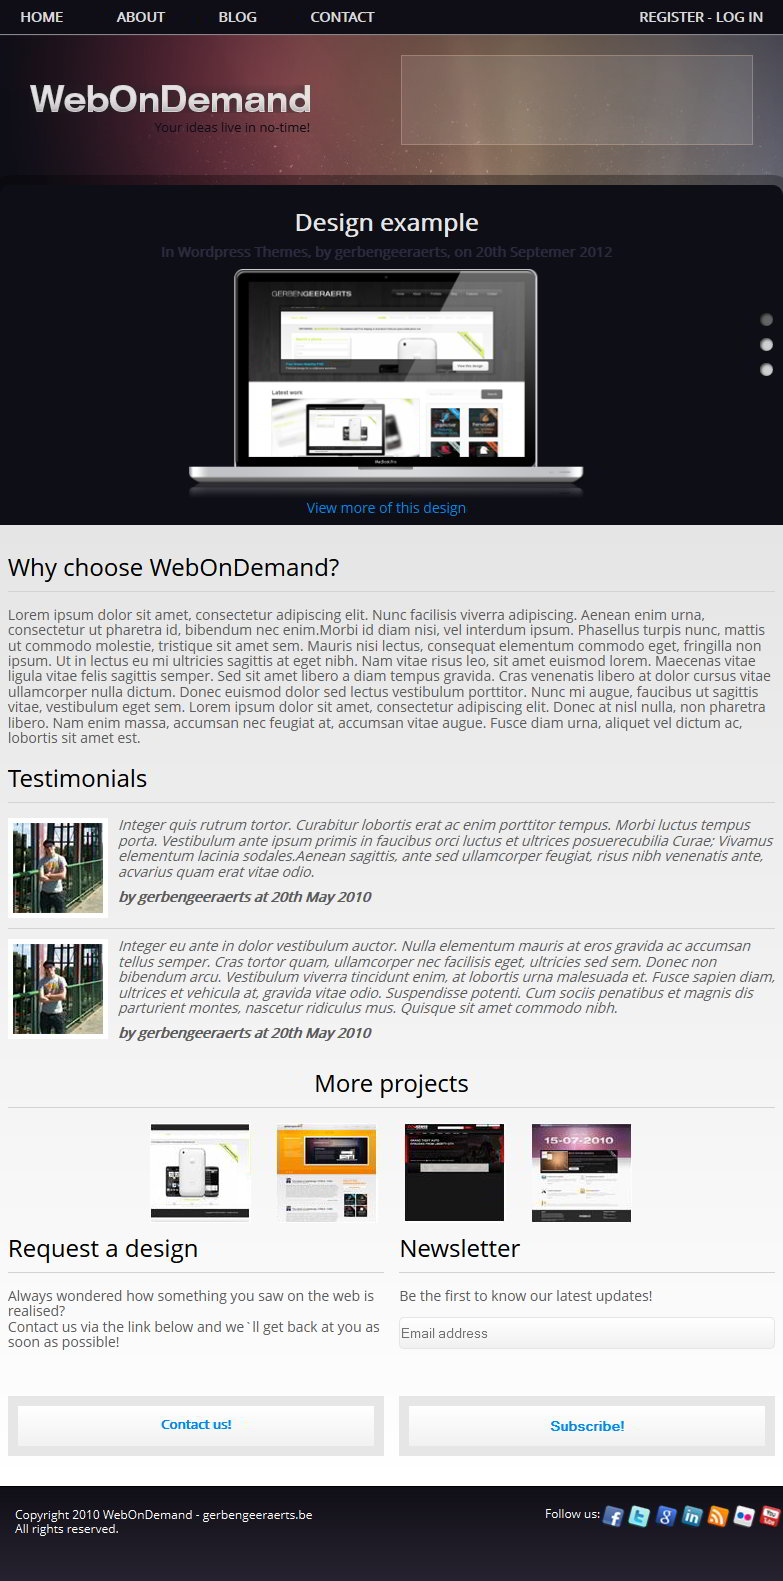 HOME ABOUT BLOG CONTACT REGISTER - LOG IN
WebOnDemand
Your ideas live in no-time!
Design example
In Wordpress Themes, by gerbengeeraerts, on 20th Septemer 2012
GERBENGEERAERTS
Latest work
View more of this design
Why choose WebOnDemand?
Lorem ipsum dolor sit amet, consectetur adipiscing elit. Nunc facilisis viverra adipiscing. Aenean enim urna,
consectetur ut pharetra id, bibendum nec enim.Morbi id diam nisi, vel interdum ipsum. Phasellus turpis nunc, mattis
ut commodo molestie, tristique sit amet sem. Mauris nisi lectus, consequat elementum commodo eget, fringilla non
ipsum. Ut in lectus eu mi ultricies sagittis at eget nibh. Nam vitae risus leo, sit amet euismod lorem. Maecenas vitae
ligula vitae felis sagittis semper. Sed sit amet libero a diam tempus gravida. Cras venenatis libero at dolor cursus vitae
ullamcorper nulla dictum. Donec euismod dolor sed lectus vestibulum porttitor. Nunc mi augue, faucibus ut sagittis
vitae, vestibulum eget sem. Lorem ipsum dolor sit amet, consectetur adipiscing elit. Donec at nisl nulla, non pharetra
libero. Nam enim massa, accumsan nec feugiat at, accumsan vitae augue. Fusce diam urna, aliquet vel dictum ac,
lobortis sit amet est.
Testimonials
Integer quis rutrum tortor. Curabitur lobortis erat ac enim porttitor tempus. Morbi luctus tempus
porta. Vestibulum ante ipsum primis in faucibus orci luctus et ultrices posuerecubilia Curae; Vivamus
elementum lacinia sodales.Aenean sagittis, ante sed ullamcorper feugiat, risus nibh venenatis ante,
acvarius quam erat vitae odio.
by gerbengeeraerts at 20th May 2010
Integer eu ante in dolor vestibulum auctor. Nulla elementum mauris at eros gravida ac accumsan
tellus semper. Cras tortor quam, ullamcorper nec facilisis eget, ultricies sed sem. Donec non
bibendum arcu. Vestibulum viverra tincidunt enim, at lobortis urna malesuada et. Fusce sapien diam,
ultrices et vehicula at, gravida vitae odio. Suspendisse potenti. Cum sociis penatibus et magnis dis
parturient montes, nascetur ridiculus mus. Quisque sit amet commodo nibh.
by gerbengeeraerts at 20th May 2010
More projects
15-07-2010
Request a design
Always wondered how something you saw on the web is
realised?
Contact us via the link below and we`ll get back at you as
soon as possible!
Contact us!
Newsletter
Be the first to know our latest updates!
Email address
Subscribe!
Copyright 2010 WebOnDemand - gerbengeeraerts.be
All rights reserved.
Follow us: